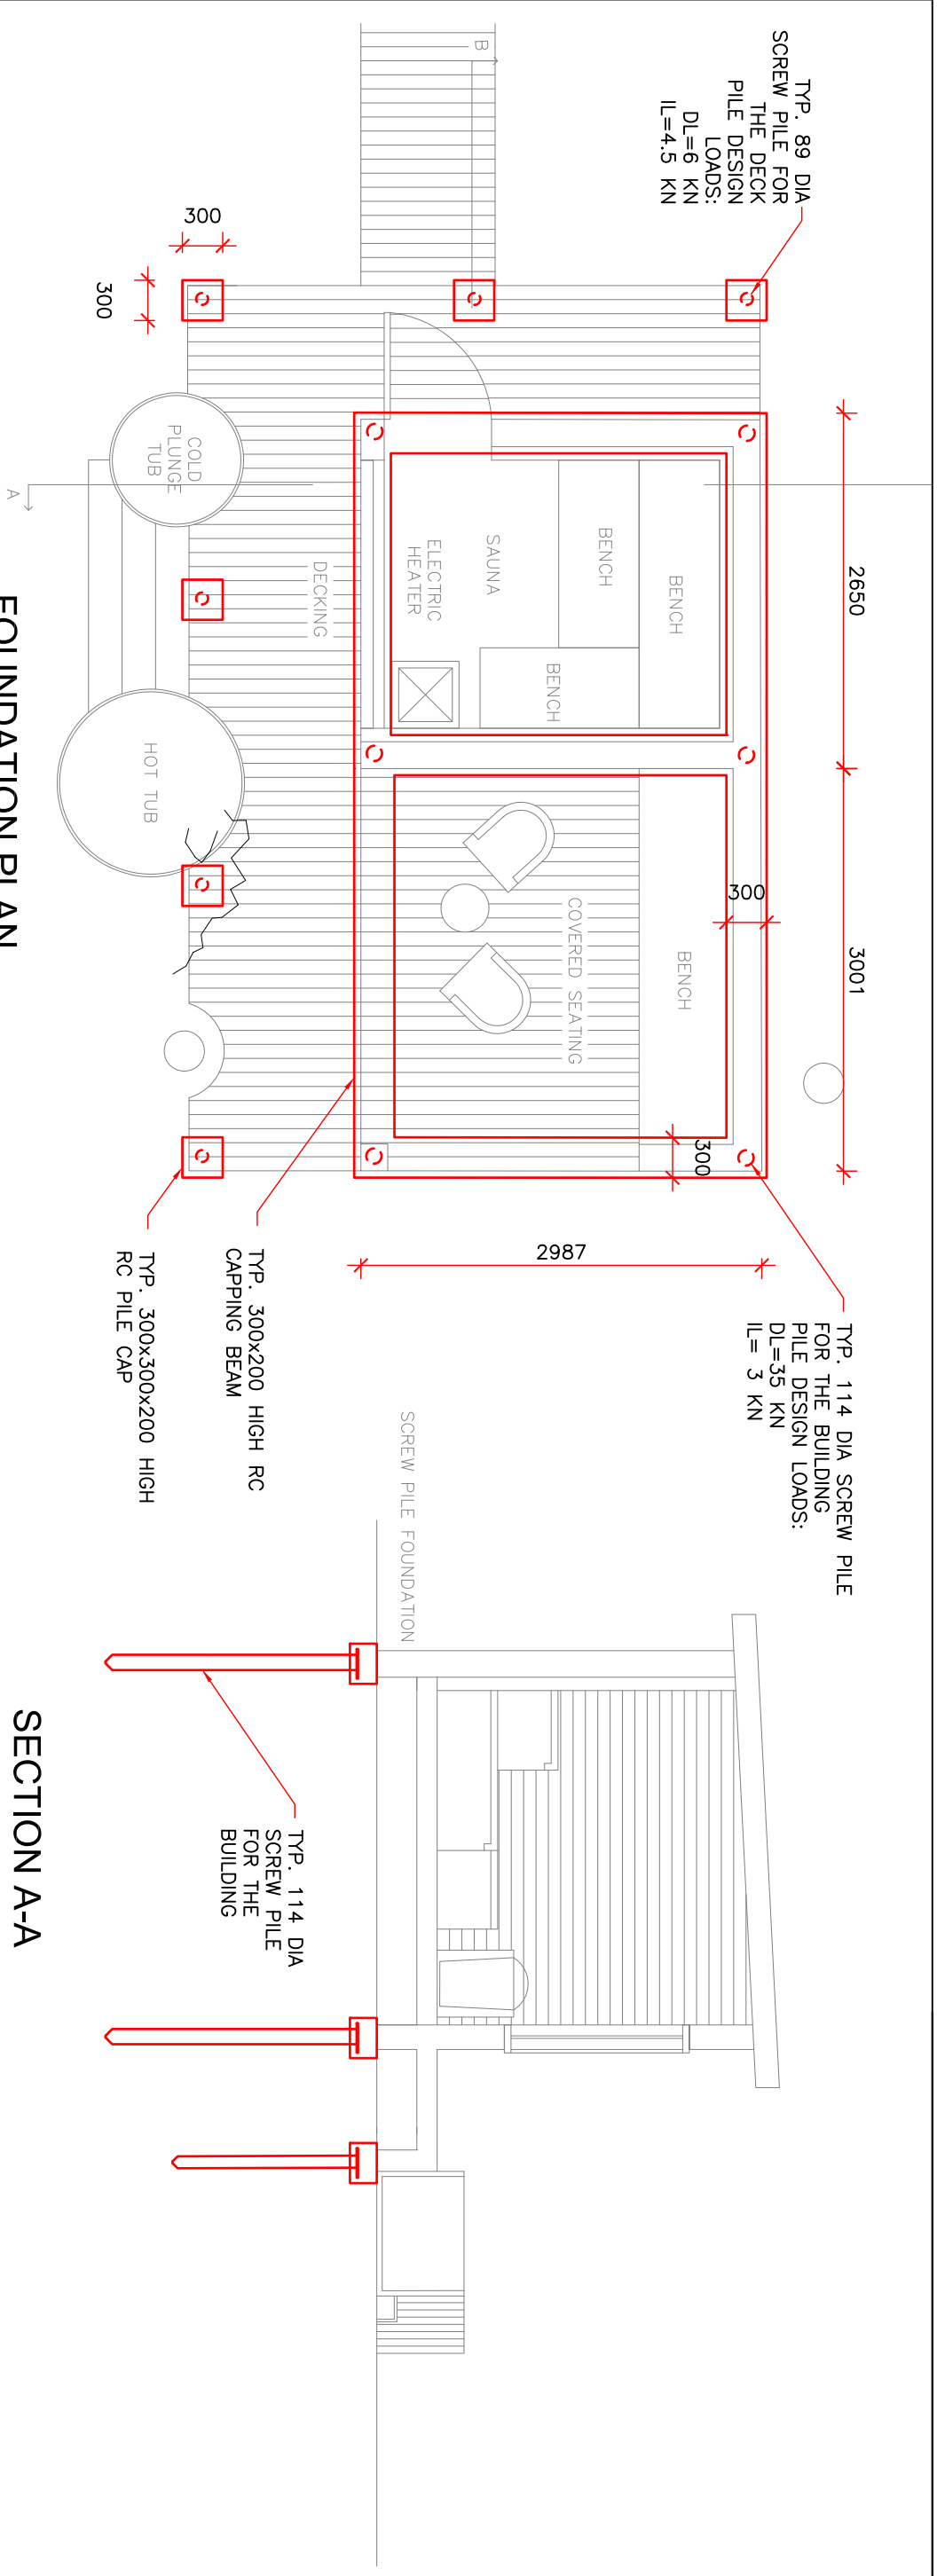 TYP. 89 DIA
SCREW PILE FOR
THE DECK
PILE DESIGN
LOADS:
DL=6 KN
IL=4.5 KN
B
300
300
2650
3001
BENCH
BENCH
BENCH
SAUNA
ELECTRIC
HEATER
DECKING
COLD
PLUNGE
TUB
A
HOT TUB
BENCH
COVERED SEATING
300
300
2987
TYP. 114 DIA SCREW PILE
FOR THE BUILDING
PILE DESIGN LOADS:
DL=35 KN
IL= 3 KN
TYP. 300x200 HIGH RC
CAPPING BEAM
TYP. 300x300x200 HIGH
RC PILE CAP
FOUNDATION PLAN
SCREW PILE FOUNDATION
TYP. 114 DIA
SCREW PILE
FOR THE
BUILDING
SECTION A-A